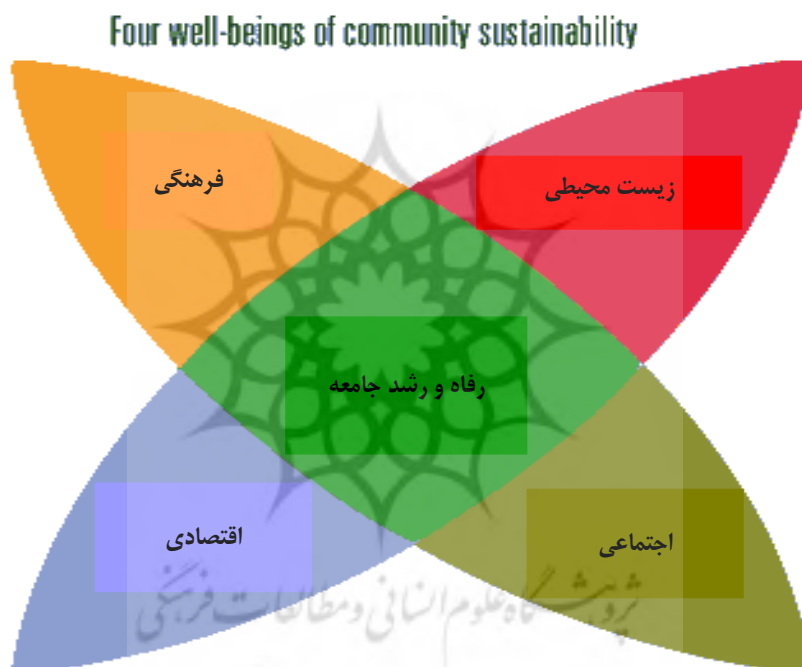 Four well-beings of community sustainability
زیست محیطی
فرهنگی
رفاه و رشد جامعه
اجتماعی
اقتصادی
پژوهشگاه علوم انسانی و مطالعات فرهنگی